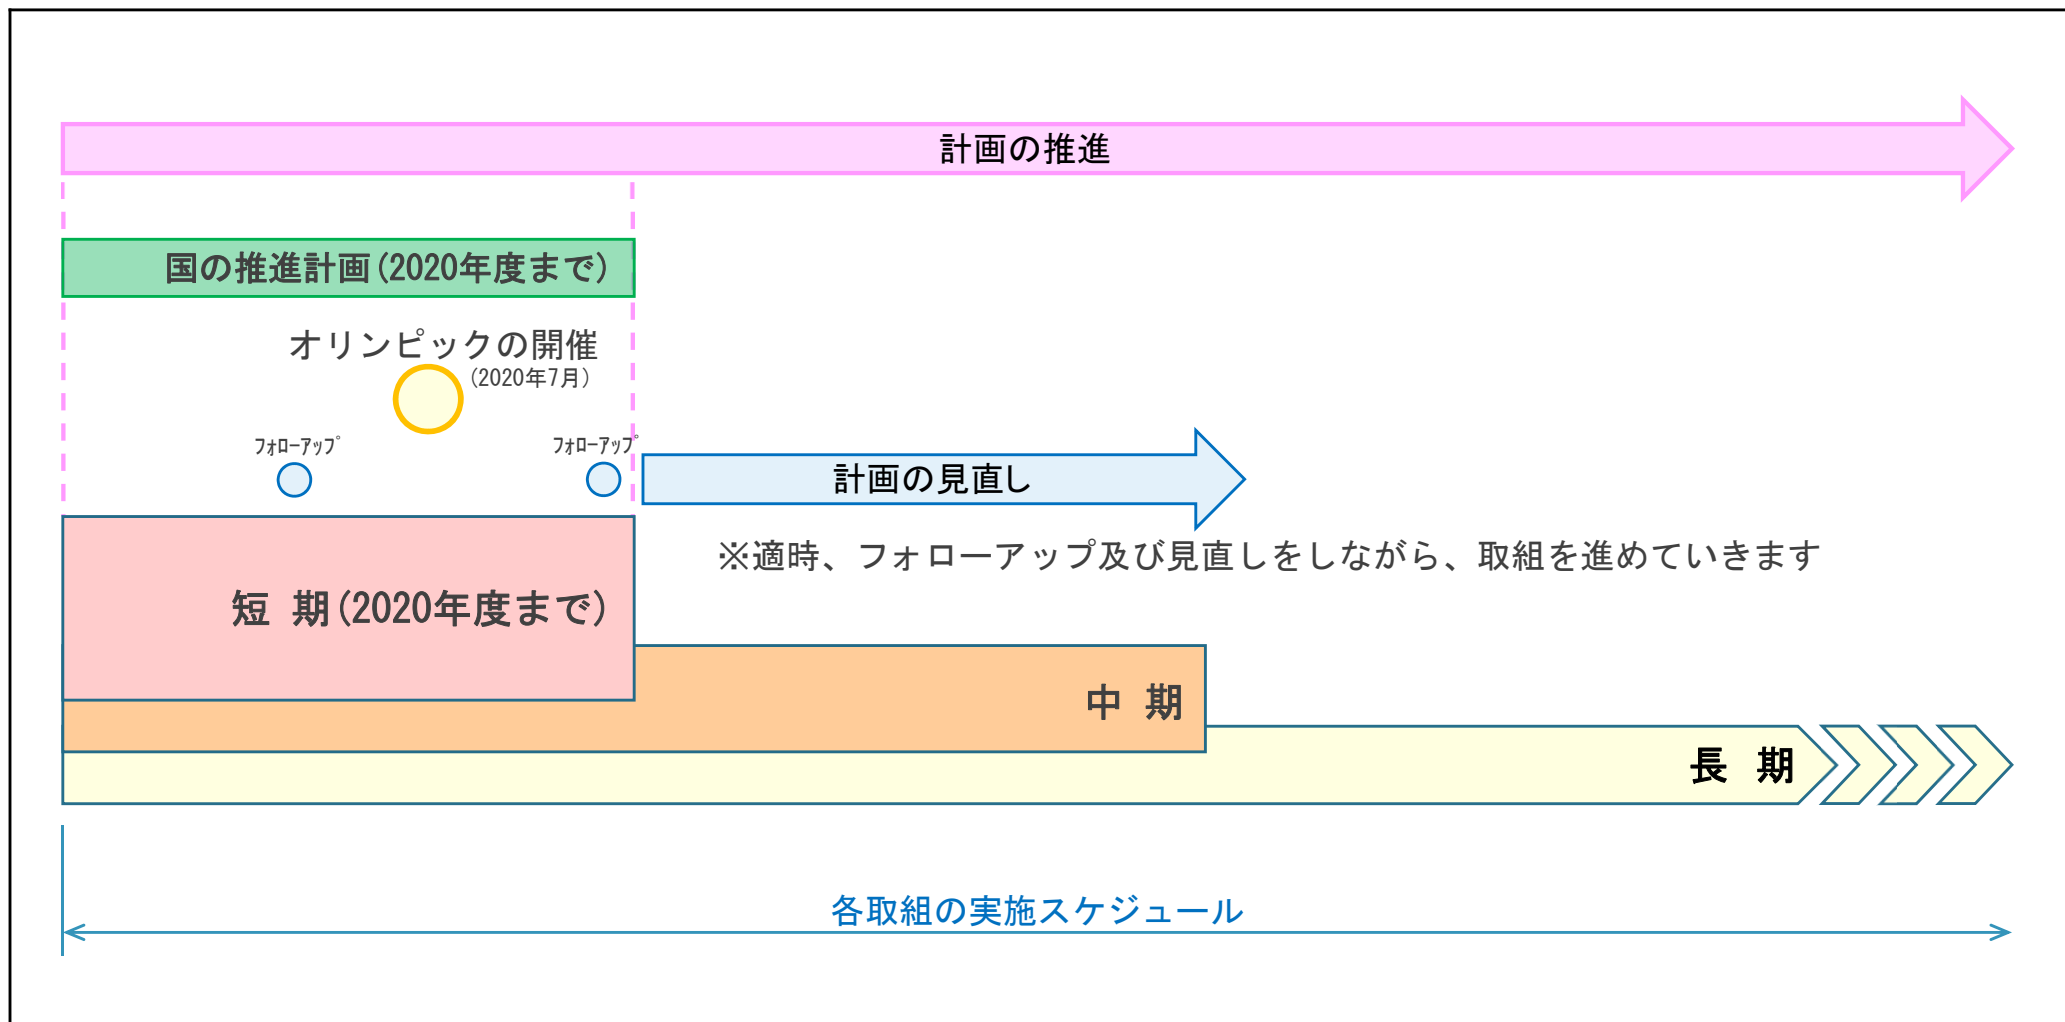 計画の推進
国の推進計画(2020年度まで)
オリンピックの開催
(2020年7月)
ﾌｫﾛｰｱｯﾌﾟ
ﾌｫﾛｰｱｯﾌﾟ
計画の見直し
※適時、フォローアップ及び見直しをしながら、取組を進めていきます
短 期(2020年度まで)
中 期
長 期
各取組の実施スケジュール